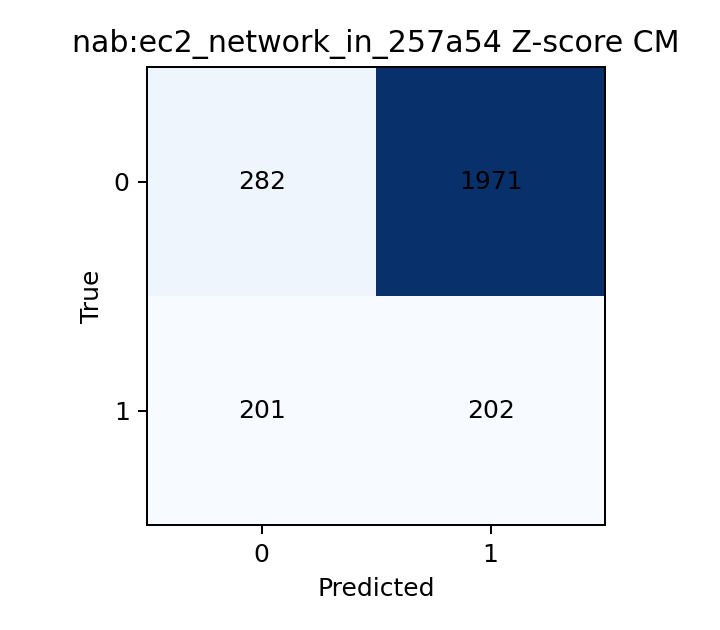 nab:ec2_network_in_257a54 Z-score CM
0
282
1971
True
1
201
202
0
1
Predicted